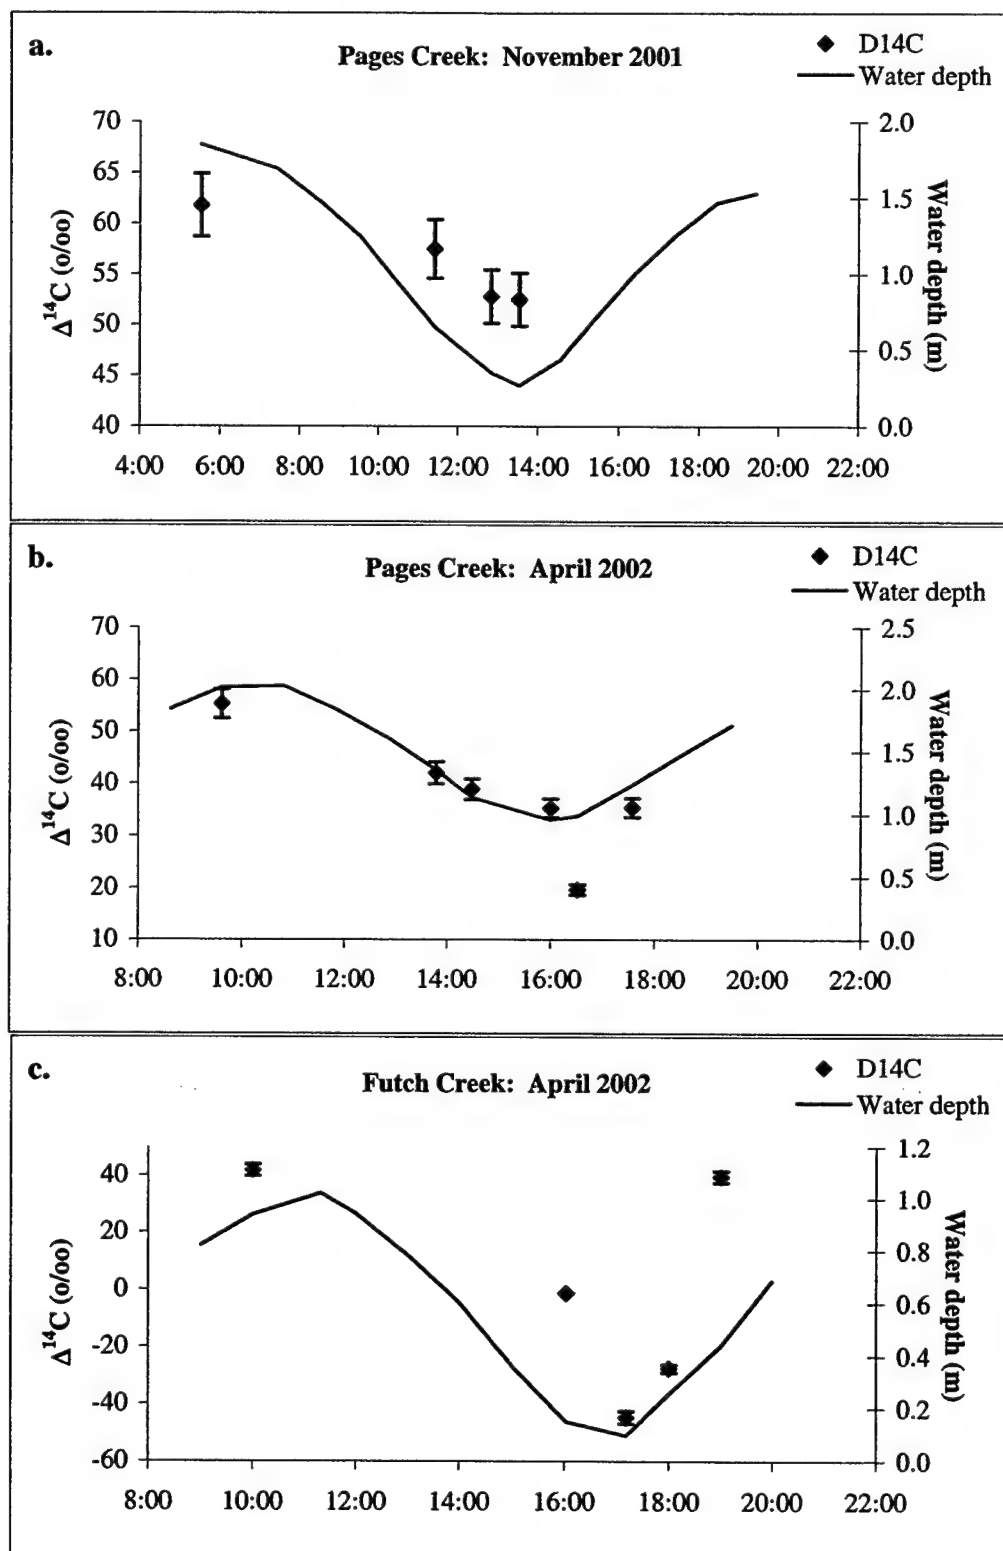 a.
Pages Creek: November 2001
D14C
Water depth
70
65
60
55
50
45
40
Δ¹⁴C (o/oo)
2.0
1.5
1.0
0.5
0.0
Water depth (m)
4:00 6:00 8:00 10:00 12:00 14:00 16:00 18:00 20:00 22:00
b.
Pages Creek: April 2002
D14C
Water depth
70
60
50
40
30
20
10
Δ¹⁴C (o/oo)
2.5
2.0
1.5
1.0
0.5
0.0
Water depth (m)
8:00 10:00 12:00 14:00 16:00 18:00 20:00 22:00
c.
Futch Creek: April 2002
D14C
Water depth
40
20
0
-20
-40
-60
Δ¹⁴C (o/oo)
1.2
1.0
0.8
0.6
0.4
0.2
0.0
Water depth (m)
8:00 10:00 12:00 14:00 16:00 18:00 20:00 22:00